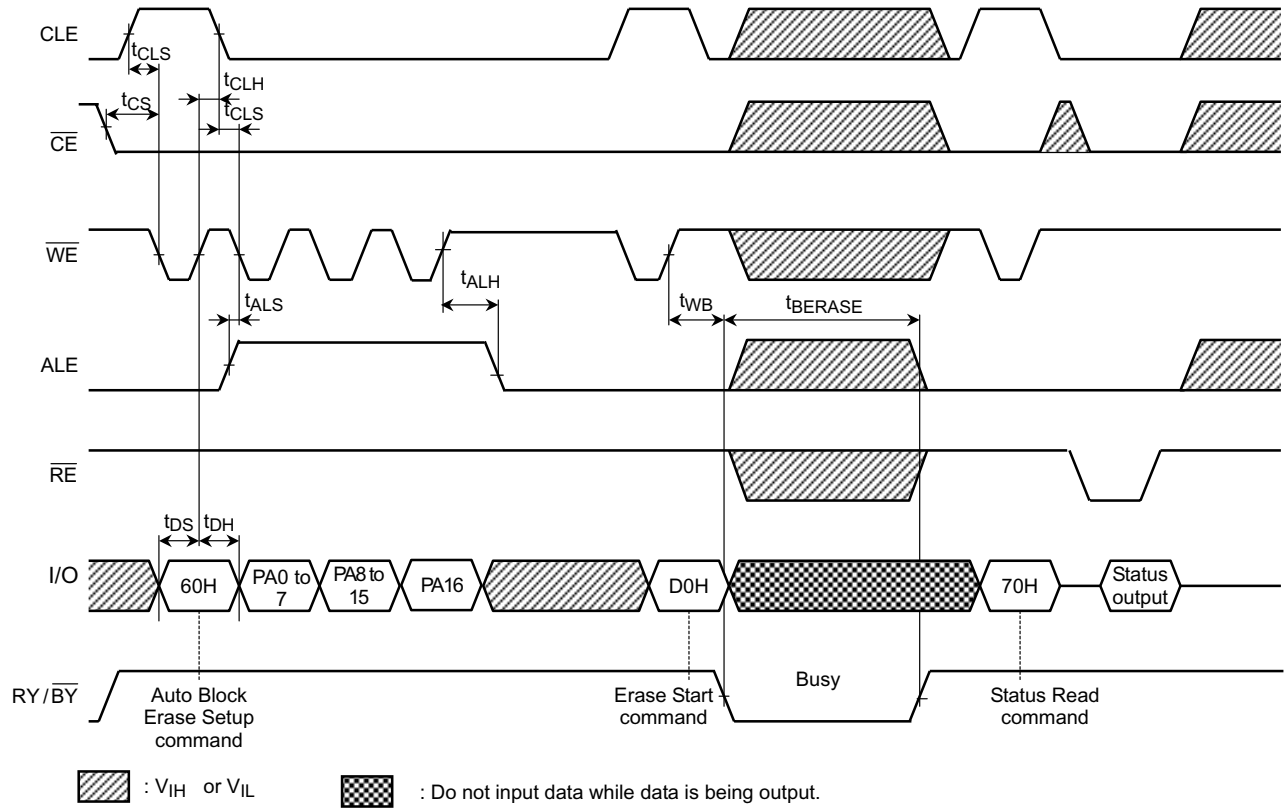 CLE
tCLS
tCLH
tCS
tCLS
CE
WE
tALS
tALH
tWB
tBERASE
ALE
RE
tDS
tDH
I/O
60H
PA0 to
7
PA8 to
15
PA16
D0H
70H
Status
output
RY/BY
Busy
Auto Block
Erase Setup
command
Erase Start
command
Status Read
command
: VIH or VIL
: Do not input data while data is being output.